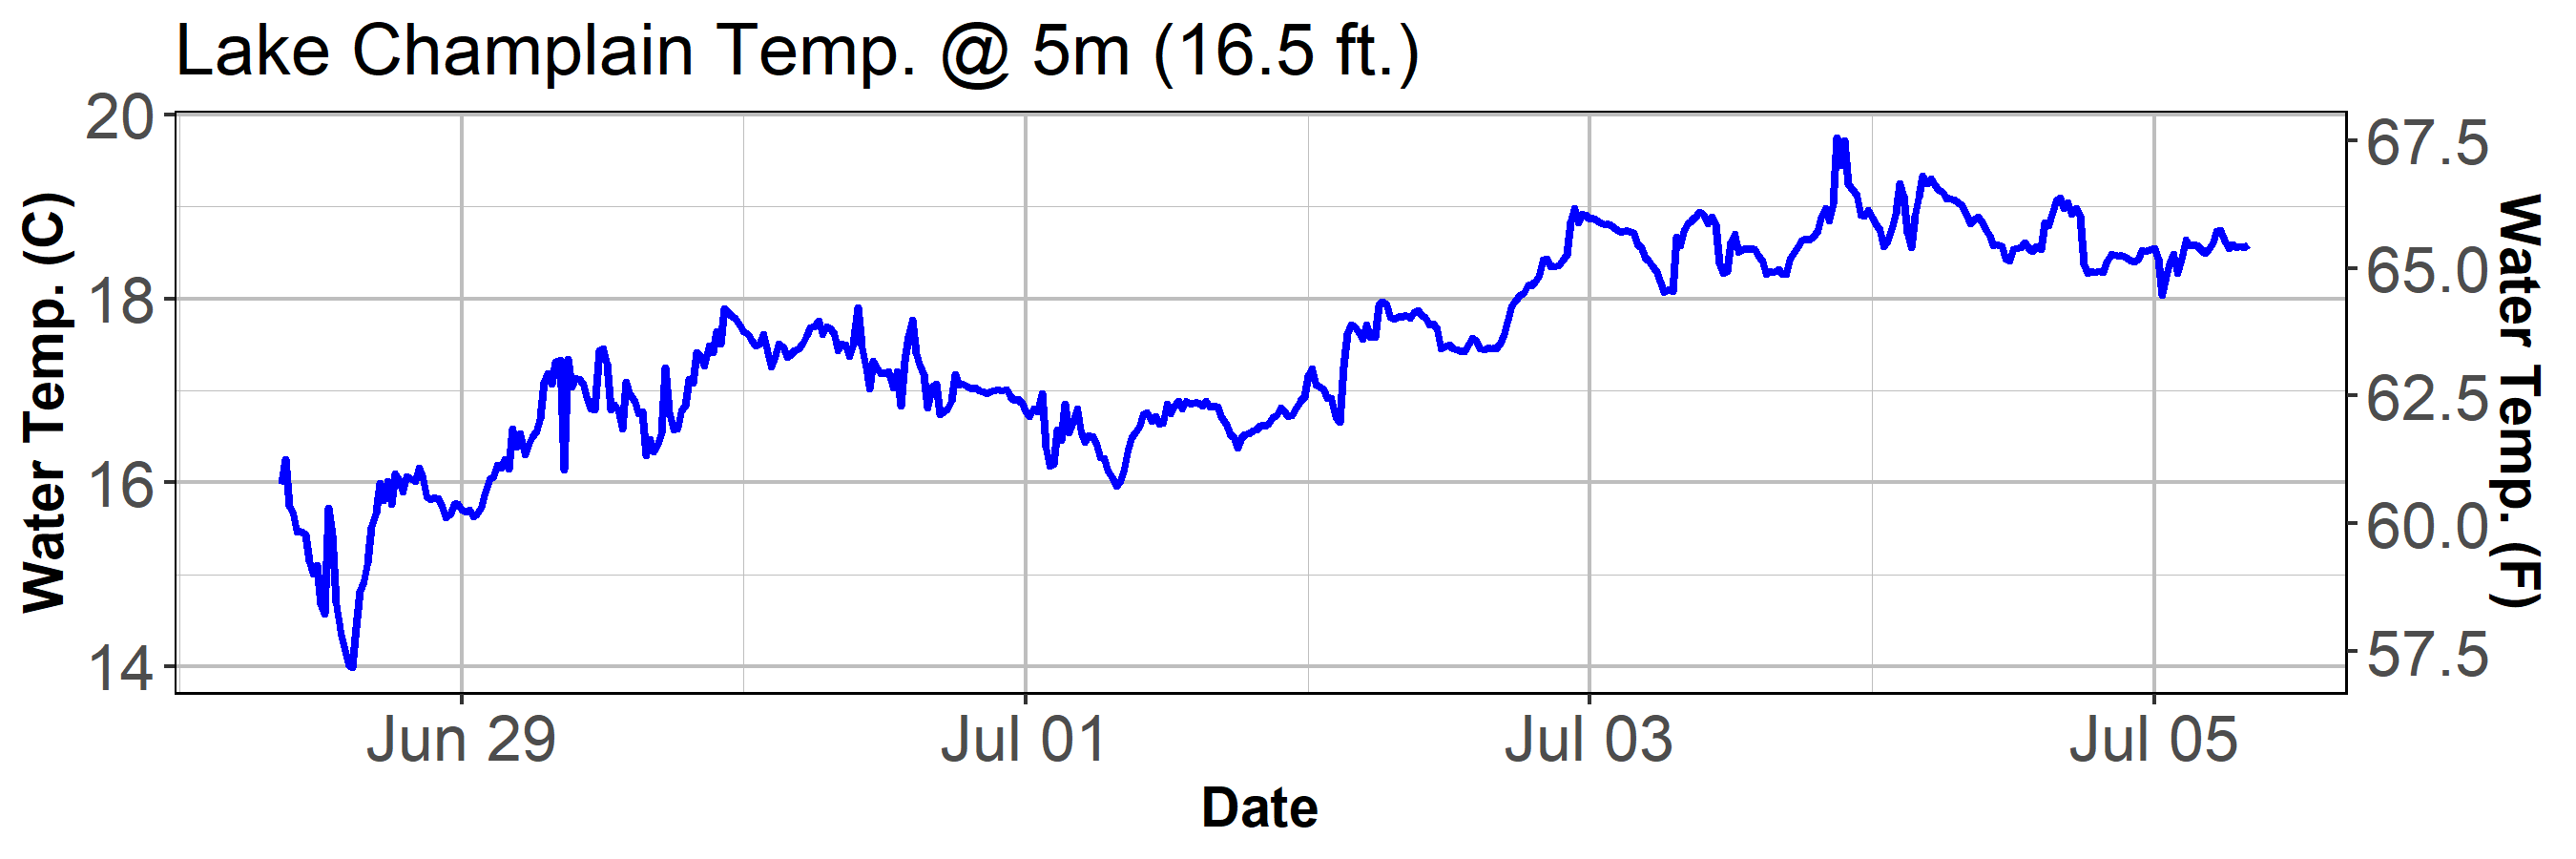 Lake Champlain Temp. @ 5m (16.5 ft.)
20
18
16
14
Water Temp. (C)
67.5
65.0
62.5
60.0
57.5
Water Temp. (F)
Jun 29
Jul 01
Jul 03
Jul 05
Date